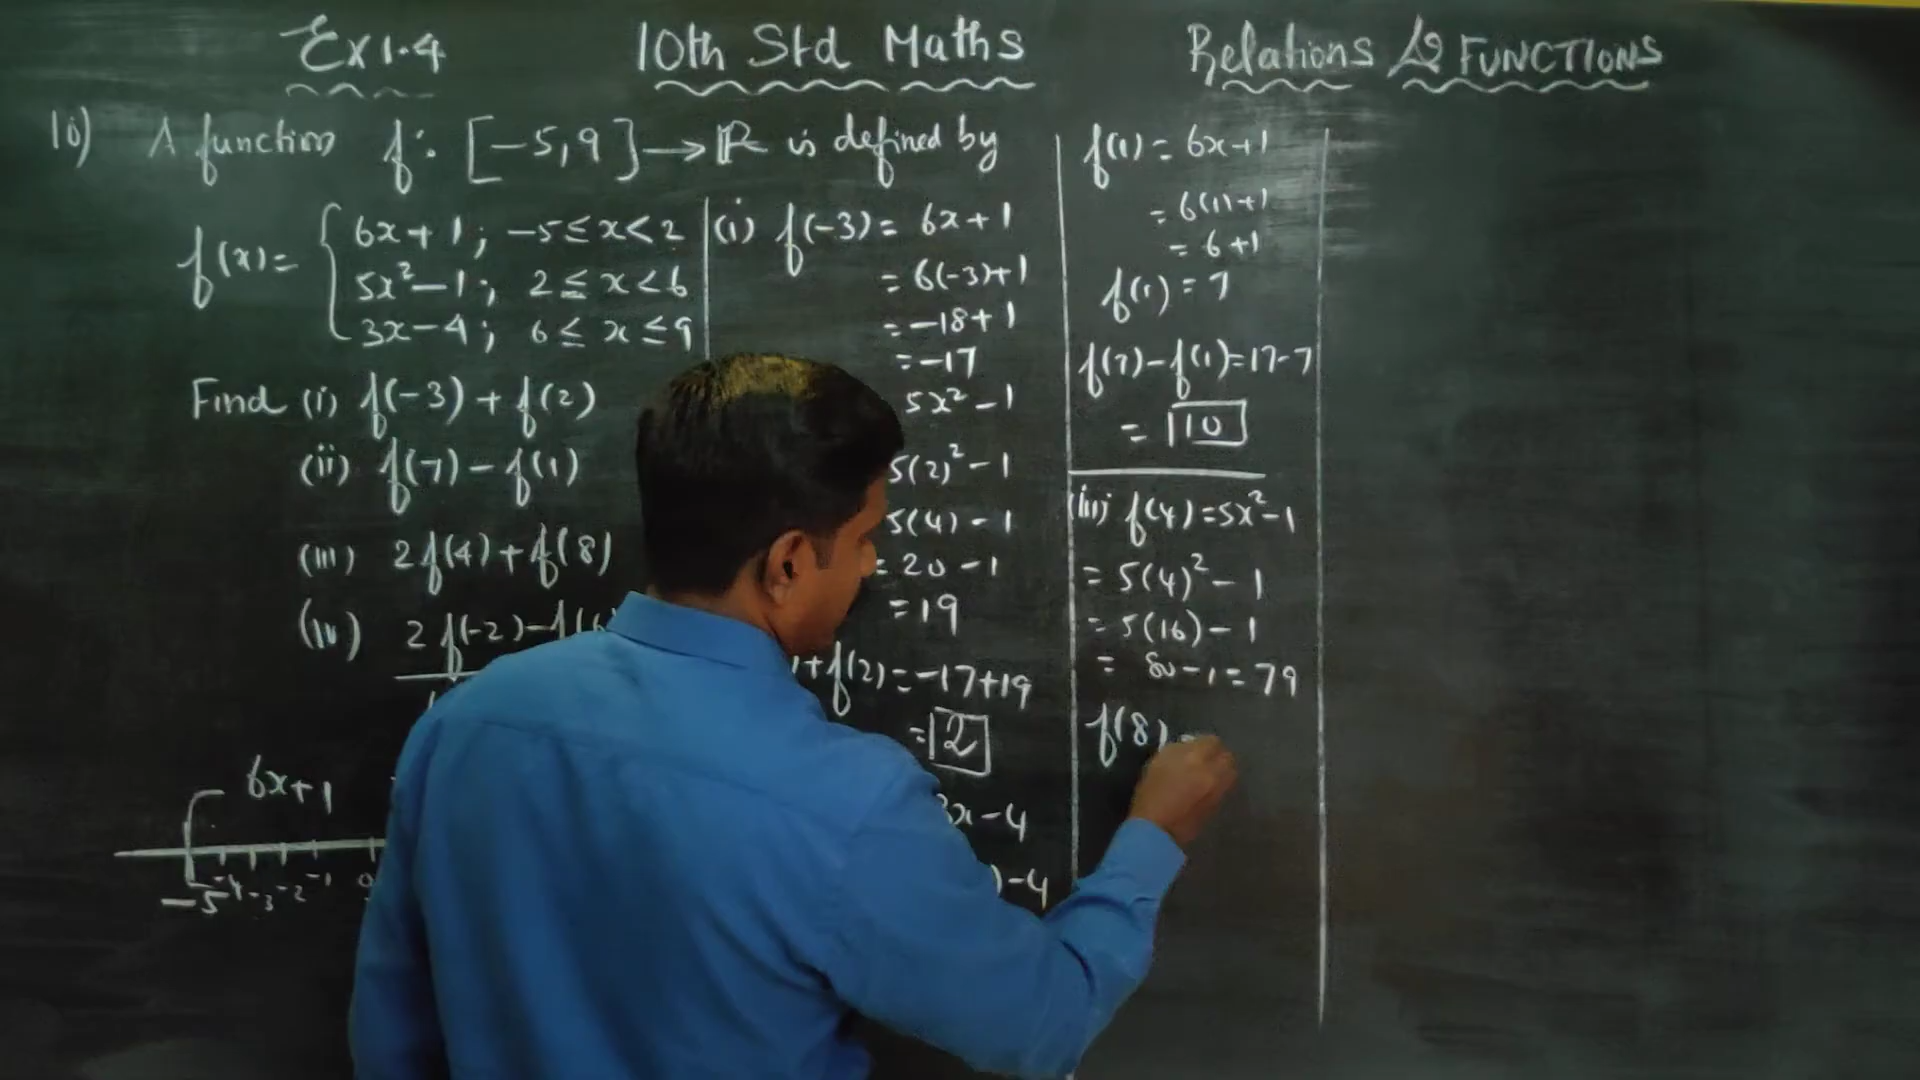 Ex 1.4
10th Std Maths
Relations & FUNCTIONS
10) A function f: [-5,9] → R is defined by
f(x) = { 6x+1; -5≤x<2
5x²-1; 2≤x<6
3x-4; 6≤x≤9
Find (i) f(-3)+f(2)
(ii) f(7)-f(1)
(iii) 2f(4)+f(8)
(iv) 2f(-2)-f(6
6x+1
-5 -4 -3 -2 -1 0
(i) f(-3) = 6x+1
= 6(-3)+1
= -18+1
= -17
5x²-1
5(2)²-1
5(4)-1
= 20-1
= 19
+f(2) = -17+19
= 2
3x-4
)-4
f(1) = 6x+1
= 6(1)+1
= 6+1
f(1) = 7
f(7)-f(1)=17-7
= 10
(iii) f(4)=5x²-1
= 5(4)²-1
= 5(16)-1
= 80-1=79
f(8) =